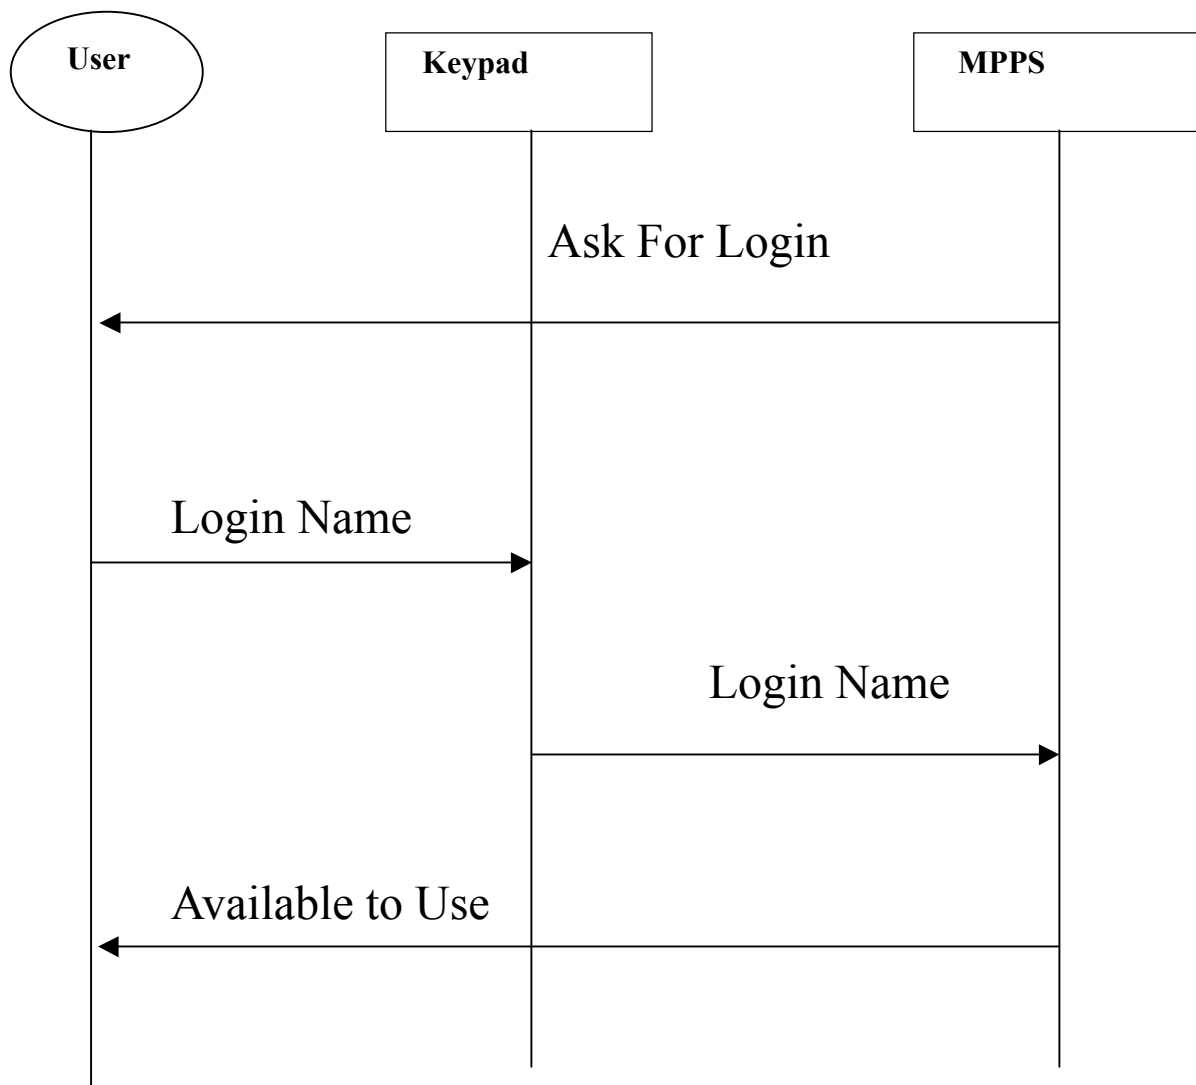 User
Keypad
MPPS
Ask For Login
Login Name
Login Name
Available to Use